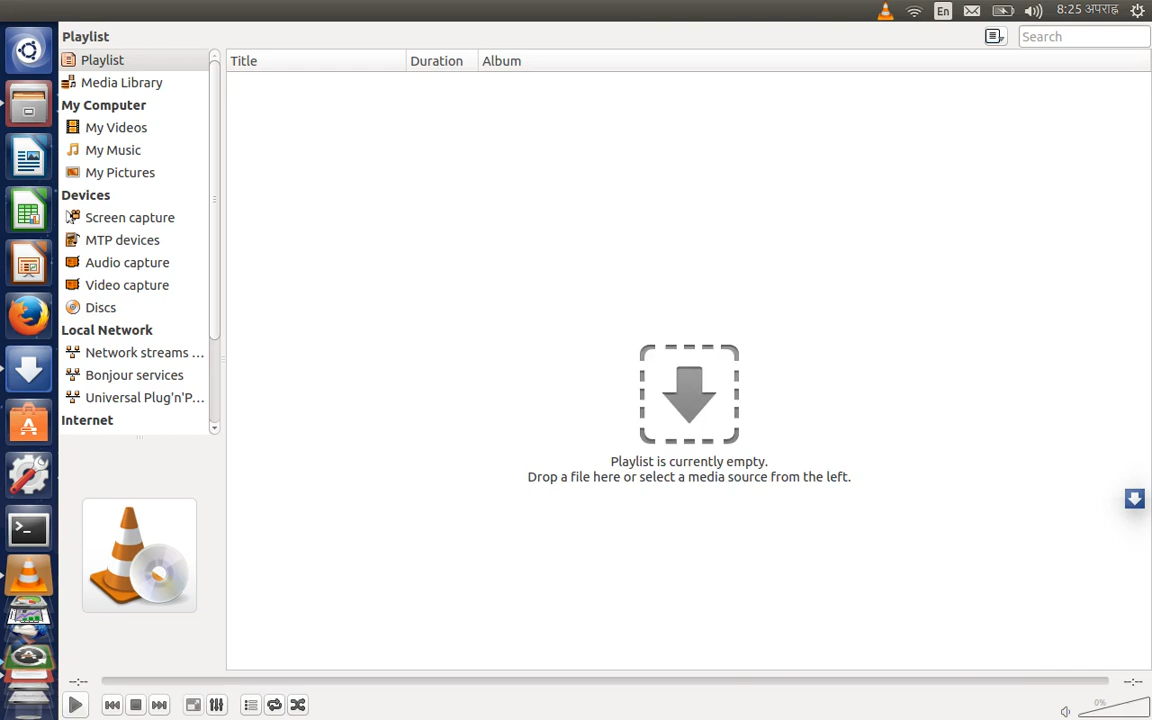 En
8:25 अपराह्न
Playlist
Search
Playlist
Title
Duration
Album
Media Library
My Computer
My Videos
My Music
My Pictures
Devices
Screen capture
MTP devices
Audio capture
Video capture
Discs
Local Network
Network streams ...
Bonjour services
Universal Plug'n'P...
Internet
Playlist is currently empty.
Drop a file here or select a media source from the left.
--:--
--:--
0%